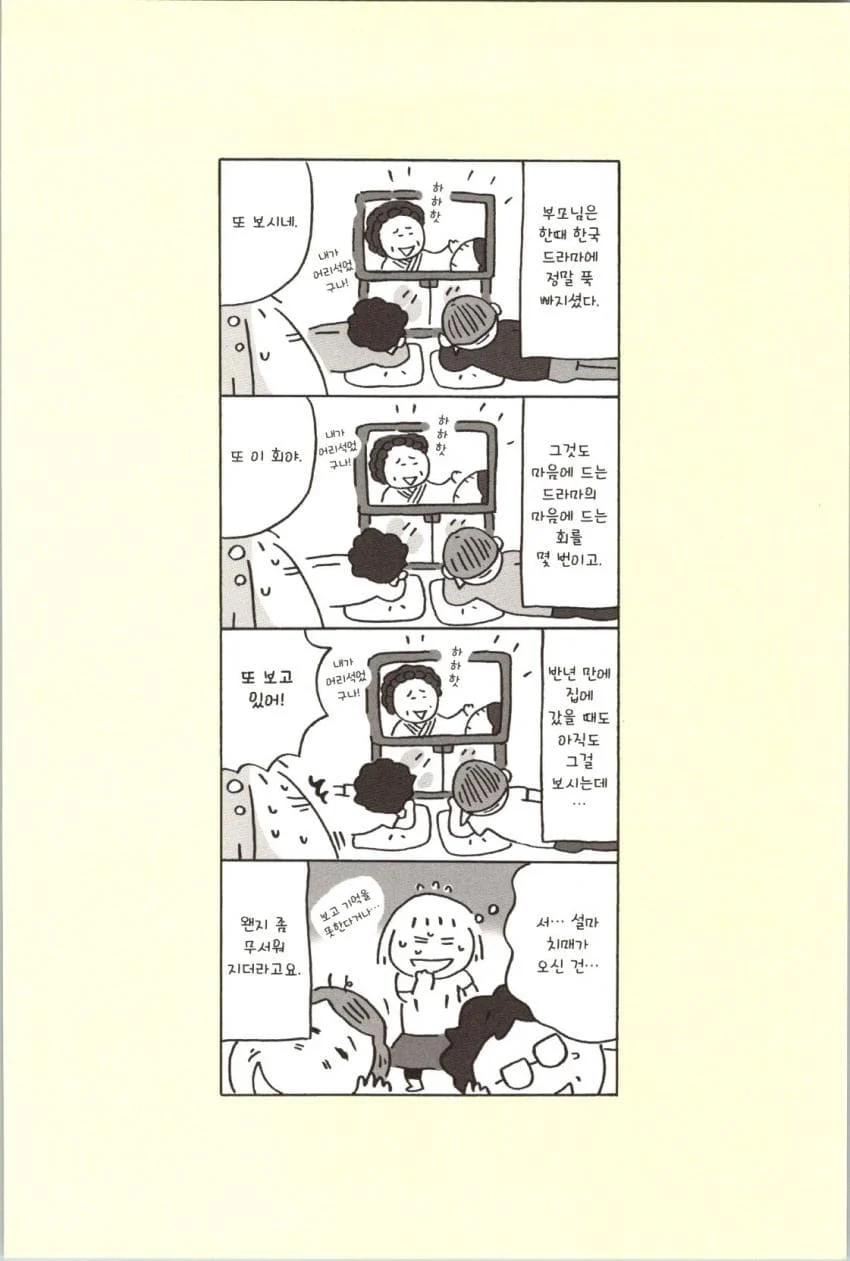 부모님은
한때 한국
드라마에
정말 푹
빠지셨다.
하
하
핫
내가
어리석었
구나!
또 보시네.
그것도
마음에 드는
드라마의
마음에 드는
회를
몇 번이고.
하
하
핫
내가
어리석었
구나!
또 이 회야.
반년 만에
집에
갔을 때도
아직도
그걸
보시는데
…
하
하
핫
내가
어리석었
구나!
또 보고
있어!
서… 설마
치매가
오신 건…
보고 기억을
못한다거나…
왠지 좀
무서워
지더라고요.